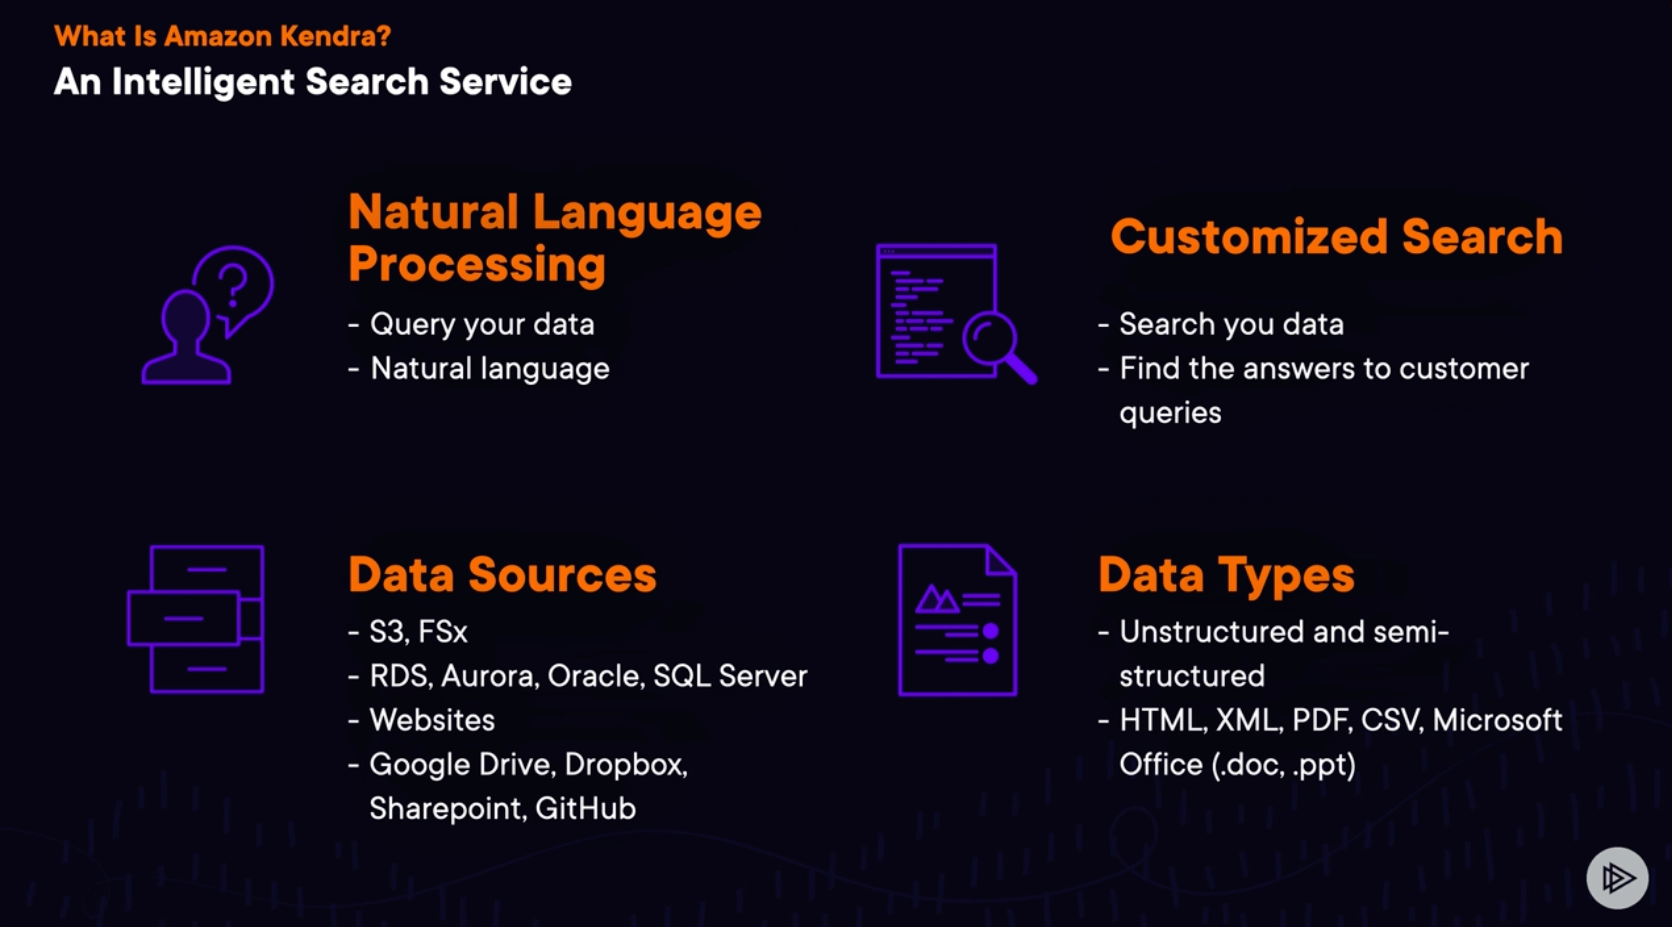 What Is Amazon Kendra?
An Intelligent Search Service
Natural Language
Processing
- Query your data
- Natural language
Customized Search
- Search you data
- Find the answers to customer
queries
Data Sources
- S3, FSx
- RDS, Aurora, Oracle, SQL Server
- Websites
- Google Drive, Dropbox,
Sharepoint, GitHub
Data Types
- Unstructured and semi-
structured
- HTML, XML, PDF, CSV, Microsoft
Office (.doc, .ppt)